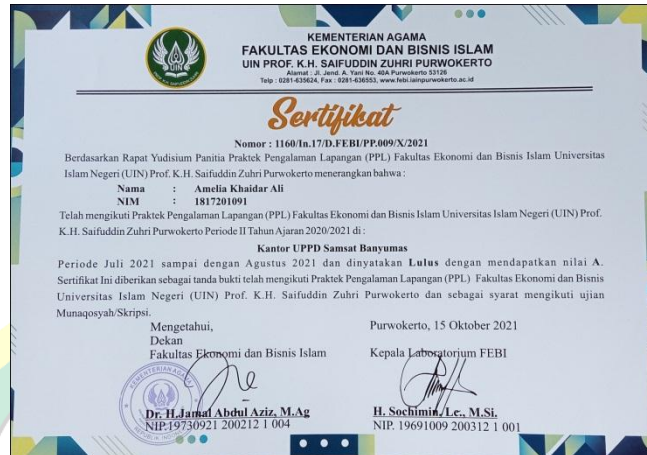 KEMENTERIAN AGAMA
FAKULTAS EKONOMI DAN BISNIS ISLAM
UIN PROF. K.H. SAIFUDDIN ZUHRI PURWOKERTO
Alamat : Jl. Jend. A. Yani No. 40A Purwokerto 53126
Telp : 0281-635624, Fax : 0281-636553, www.febi.iainpurwokerto.ac.id
UIN
Sertifikat
Nomor : 1160/In.17/D.FEBI/PP.009/X/2021
Berdasarkan Rapat Yudisium Panitia Praktek Pengalaman Lapangan (PPL) Fakultas Ekonomi dan Bisnis Islam Universitas
Islam Negeri (UIN) Prof. K.H. Saifuddin Zuhri Purwokerto menerangkan bahwa :
Nama : Amelia Khaidar Ali
NIM : 1817201091
Telah mengikuti Praktek Pengalaman Lapangan (PPL) Fakultas Ekonomi dan Bisnis Islam Universitas Islam Negeri (UIN) Prof.
K.H. Saifuddin Zuhri Purwokerto Periode II Tahun Ajaran 2020/2021 di :
Kantor UPPD Samsat Banyumas
Periode Juli 2021 sampai dengan Agustus 2021 dan dinyatakan Lulus dengan mendapatkan nilai A.
Sertifikat Ini diberikan sebagai tanda bukti telah mengikuti Praktek Pengalaman Lapangan (PPL) Fakultas Ekonomi dan Bisnis
Universitas Islam Negeri (UIN) Prof. K.H. Saifuddin Zuhri Purwokerto dan sebagai syarat mengikuti ujian
Munaqosyah/Skripsi.
Mengetahui,
Dekan
Fakultas Ekonomi dan Bisnis Islam
KEMENTERIAN AGAMA
REPUBLIK INDONESIA
Dr. H.Jamal Abdul Aziz, M.Ag
NIP.19730921 200212 1 004
Purwokerto, 15 Oktober 2021
Kepala Laboratorium FEBI
H. Sochimin, Lc., M.Si.
NIP. 19691009 200312 1 001